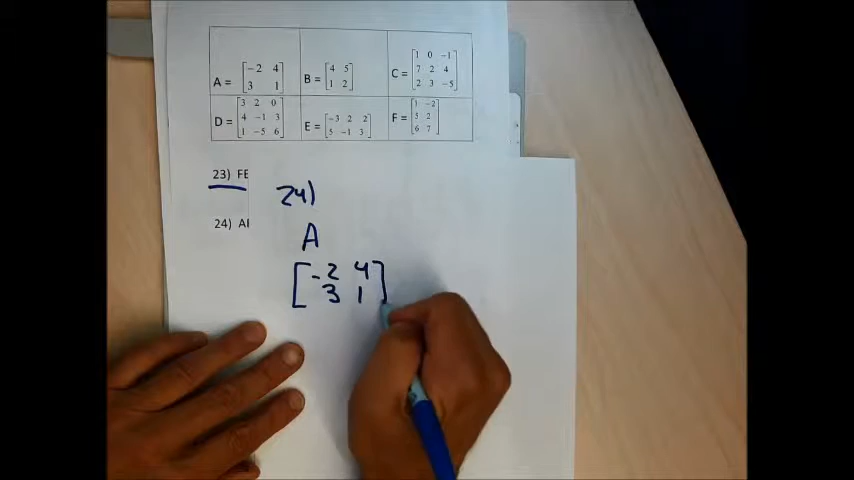 A = [-2 4
3 1] B = [4 5
1 2] C = [1 0 -1
7 2 4
2 3 -5]
D = [3 2 0
4 -1 3
1 -5 6] E = [-3 2 2
5 -1 3] F = [1 -2
5 2
6 7]
23) FE
24)
24) A
A
[-2 4
3 1]